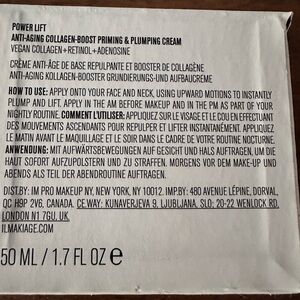 POWER LIFT
ANTI-AGING COLLAGEN-BOOST PRIMING & PLUMPING CREAM
VEGAN COLLAGEN+RETINOL+ADENOSINE
CRÈME ANTI-ÂGE DE BASE REPULPANTE ET BOOSTER DE COLLAGÈNE
ANTI-AGING KOLLAGEN-BOOSTER GRUNDIERUNGS-UND AUFBAUCREME
HOW TO USE: APPLY ONTO YOUR FACE AND NECK, USING UPWARD MOTIONS TO INSTANTLY
PLUMP AND LIFT. APPLY IN THE AM BEFORE MAKEUP AND IN THE PM AS PART OF YOUR
NIGHTLY ROUTINE. COMMENT L'UTILISER: APPLIQUEZ SUR LE VISAGE ET LE COU EN EFFECTUANT
DES MOUVEMENTS ASCENDANTS POUR REPULPER ET LIFTER INSTANTANÉMENT. APPLIQUEZ
LE MATIN AVANT LE MAQUILLAGE ET LE SOIR DANS LE CADRE DE VOTRE ROUTINE NOCTURNE.
ANWENDUNG: MIT AUFWÄRTSBEWEGUNGEN AUF GESICHT UND HALS AUFTRAGEN, UM DIE
HAUT SOFORT AUFZUPOLSTERN UND ZU STRAFFEN. MORGENS VOR DEM MAKE-UP UND
ABENDS ALS TEIL DER ABENDROUTINE AUFTRAGEN.
DIST.BY: IM PRO MAKEUP NY, NEW YORK, NY, 10012. IMP.BY: 480 AVENUE LÉPINE, DORVAL,
QC H9P 2V6, CANADA. CE WAY: KUNAVERJEVA 9, LJUBLJANA, SLO: 20-22 WENLOCK RD,
LONDON N1 7GU, UK.
ILMAKIAGE.COM
50 ML / 1.7 FL OZ ℮